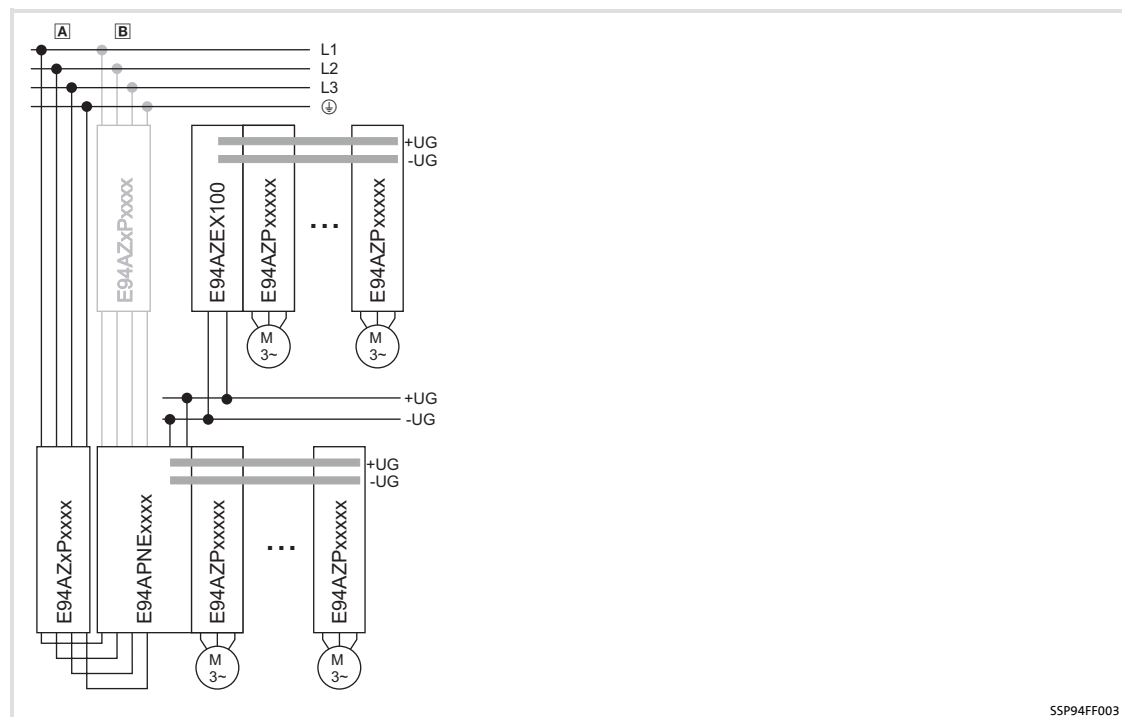 A B
L1
L2
L3
+UG
-UG
E94AZxPxxxx
E94AZEX100
E94AZPxxxxx
...
E94AZPxxxxx
M
3~
M
3~
+UG
-UG
+UG
-UG
E94AZxPxxxx
E94APNExxxx
E94AZPxxxxx
...
E94AZPxxxxx
M
3~
M
3~
SSP94FF003